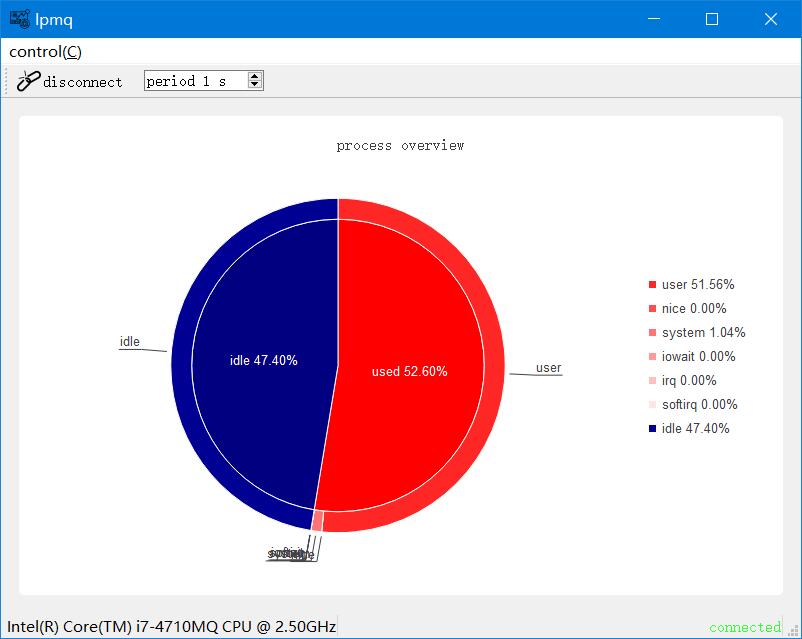 lpmq
control(C)
disconnect
period 1 s
process overview
idle
idle 47.40%
used 52.60%
user
user 51.56%
nice 0.00%
system 1.04%
iowait 0.00%
irq 0.00%
softirq 0.00%
idle 47.40%
Intel(R) Core(TM) i7-4710MQ CPU @ 2.50GHz
connected